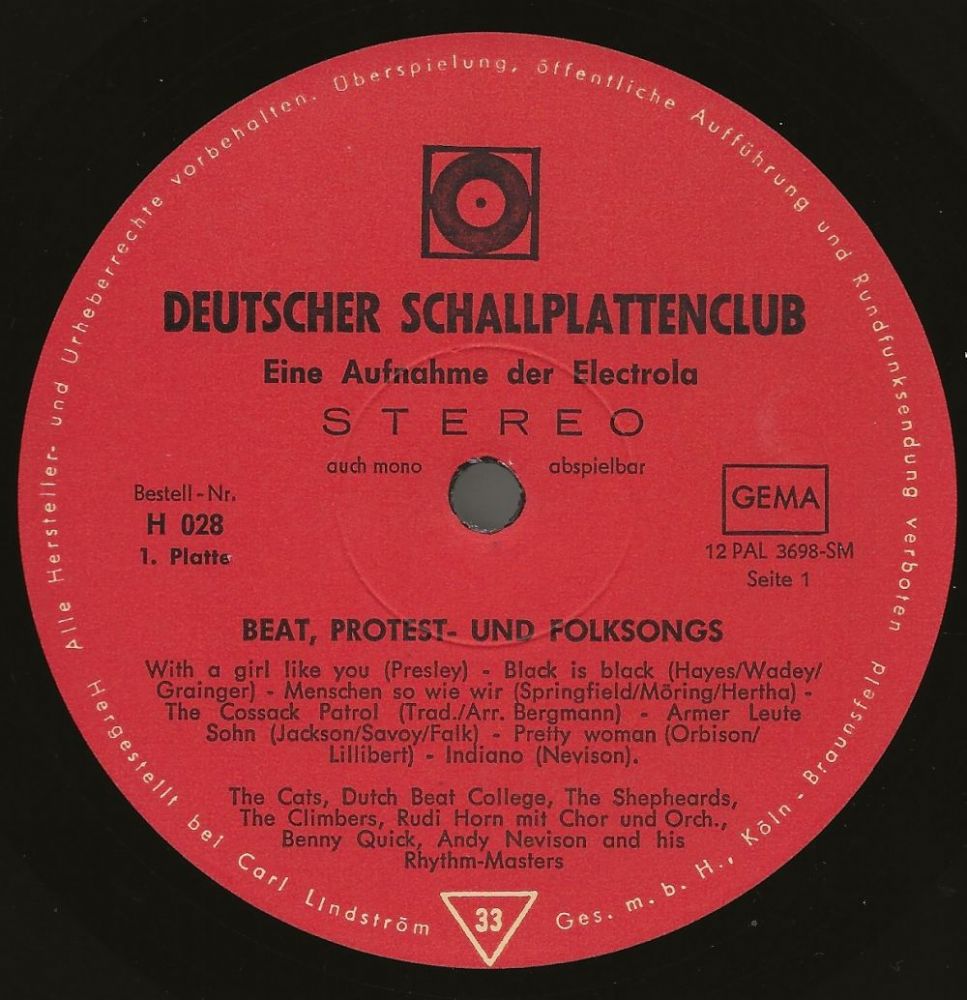 Alle Hersteller- und Urheberrechte vorbehalten. Überspielung, öffentliche Aufführung und Rundfunksendung verboten
DEUTSCHER SCHALLPLATTENCLUB
Eine Aufnahme der Electrola
STEREO
auch mono abspielbar
Bestell-Nr.
H 028
1. Platte
GEMA
12 PAL 3698-SM
Seite 1
BEAT, PROTEST- UND FOLKSONGS
With a girl like you (Presley) - Black is black (Hayes/Wadey/
Grainger) - Menschen so wie wir (Springfield/Möring/Hertha) -
The Cossack Patrol (Trad./Arr. Bergmann) - Armer Leute
Sohn (Jackson/Savoy/Falk) - Pretty woman (Orbison/
Lillibert) - Indiano (Nevison).
The Cats, Dutch Beat College, The Shepheards,
The Climbers, Rudi Horn mit Chor und Orch.,
Benny Quick, Andy Nevison and his
Rhythm-Masters
33
Hergestellt bei Carl Lindström Ges. m. b. H., Köln - Braunsfeld